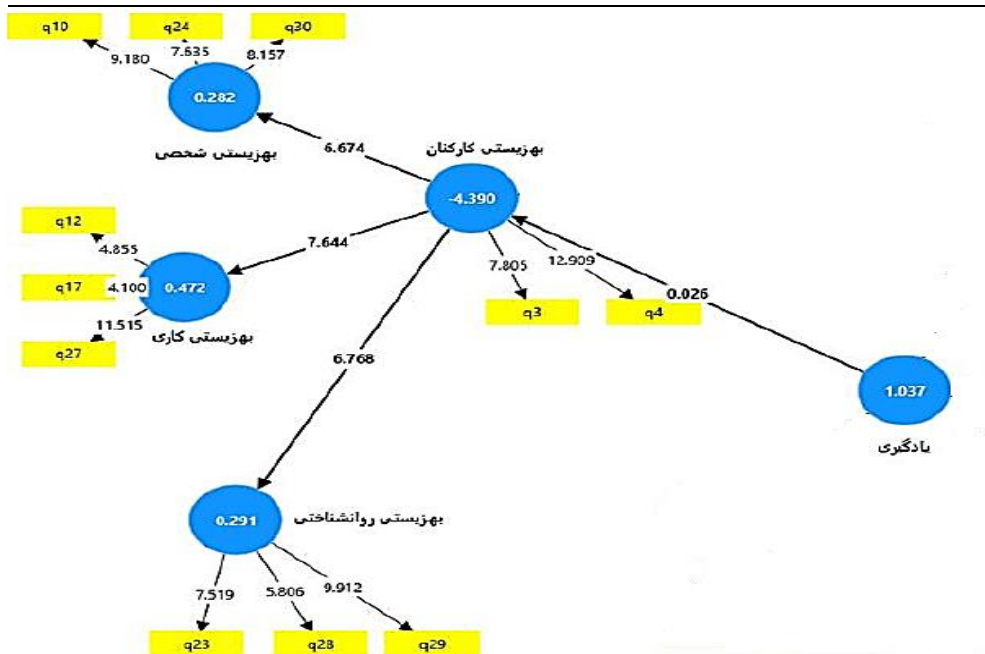 q10
q24
q30
9.180
7.635
8.157
0.282
بهزیستی شخصی
6.674
بهزیستی کارکنان
-4.390
q12
4.855
q17
4.100
0.472
q27
11.515
بهزیستی کاری
7.644
7.805
12.909
q3
q4
0.026
6.768
1.037
یادگیری
0.291
بهزیستی روانشناختی
7.519
5.806
9.912
q23
q28
q29